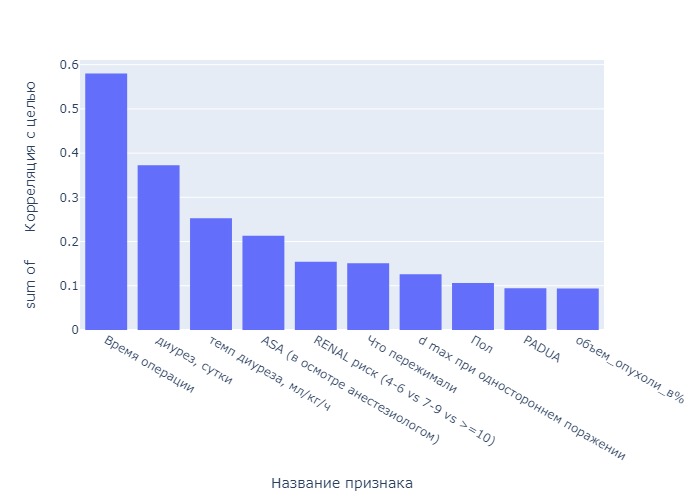 0.6
0.5
0.4
0.3
0.2
0.1
0
sum of    Корреляция с целью
Время операции
диурез, сутки
темп диуреза, мл/кг/ч
ASA (в осмотре анестезиологом)
RENAL риск (4-6 vs 7-9 vs >=10)
Что пережимали
d max при одностороннем поражении
Пол
PADUA
объем_опухоли_в%
Название признака